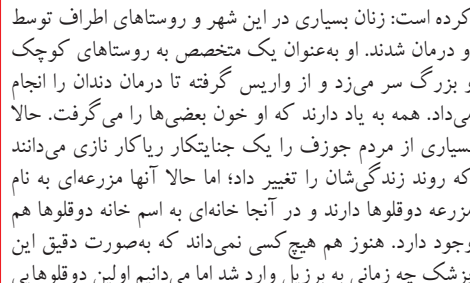 کرده است: زنان بسیاری در این شهر و روستاهای اطراف توسط
و درمان شدند. او به‌عنوان یک متخصص به روستاهای کوچک
و بزرگ سر می‌زد و از واریس گرفته تا درمان دندان را انجام
می‌داد. همه به یاد دارند که او خون بعضی‌ها را می‌گرفت. حالا
بسیاری از مردم جوزف را یک جنایتکار ریاکار نازی می‌دانند
که روند زندگی‌شان را تغییر داد؛ اما حالا آنها مزرعه‌ای به نام
مزرعه دوقلوها دارند و در آنجا خانه‌ای به اسم خانه دوقلوها هم
وجود دارد. هنوز هم هیچ‌کسی نمی‌داند که به‌صورت دقیق این
پزشک چه زمانی به برزیل وارد شد اما می‌دانیم اولین دوقلوهایی